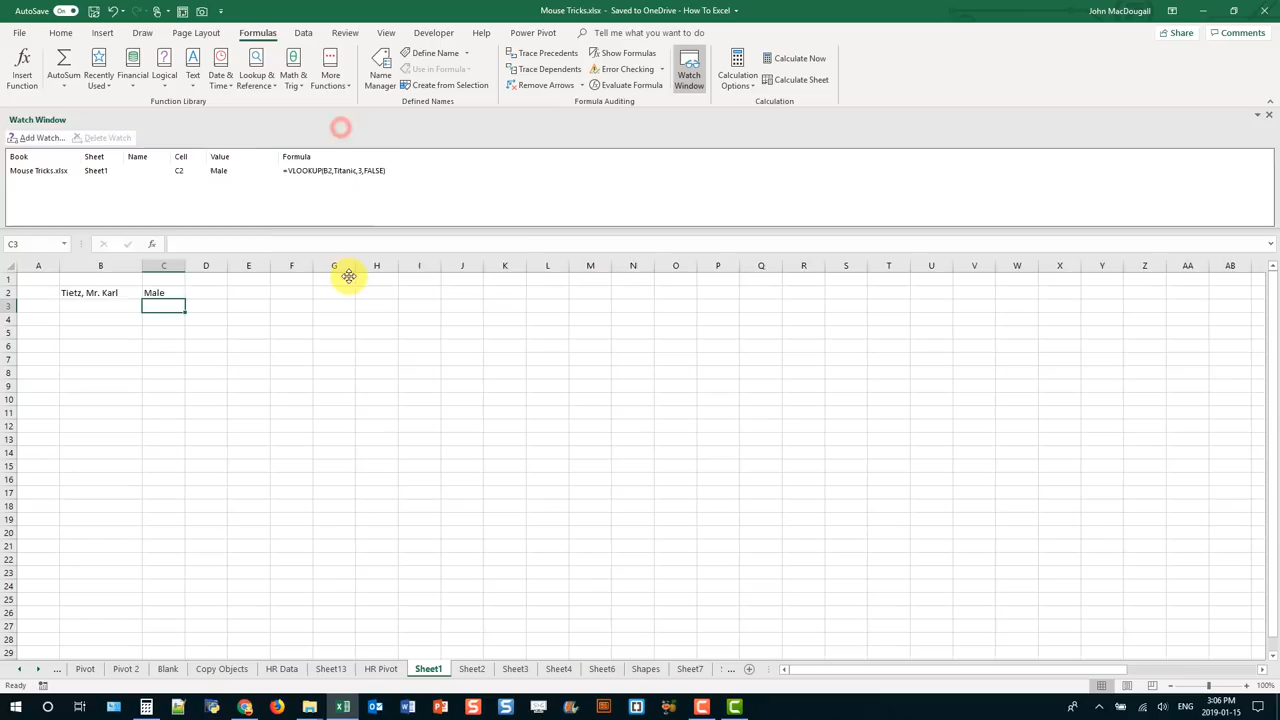 AutoSave On Mouse Tricks.xlsx - Saved to OneDrive - How To Excel John MacDougall
File Home Insert Draw Page Layout Formulas Data Review View Developer Help Power Pivot Tell me what you want to do Share Comments
Insert Function
AutoSum
Recently Used
Financial
Logical
Text
Date & Time
Lookup & Reference
Math & Trig
More Functions
Function Library
Name Manager
Define Name
Use in Formula
Create from Selection
Defined Names
Trace Precedents
Trace Dependents
Remove Arrows
Show Formulas
Error Checking
Evaluate Formula
Formula Auditing
Watch Window
Calculation Options
Calculate Now
Calculate Sheet
Calculation
Watch Window
Add Watch... Delete Watch
Book Sheet Name Cell Value Formula
Mouse Tricks.xlsx Sheet1 C2 Male =VLOOKUP(B2,Titanic,3,FALSE)
C3 fx
A B C D E F G H I J K L M N O P Q R S T U V W X Y Z AA AB
1
2 Tietz, Mr. Karl Male
3
4
5
6
7
8
9
10
11
12
13
14
15
16
17
18
19
20
21
22
23
24
25
26
27
28
29
... Pivot Pivot 2 Blank Copy Objects HR Data Sheet13 HR Pivot Sheet1 Sheet2 Sheet3 Sheet4 Sheet6 Shapes Sheet7 ...
Ready 100%
3:06 PM
2019-01-15